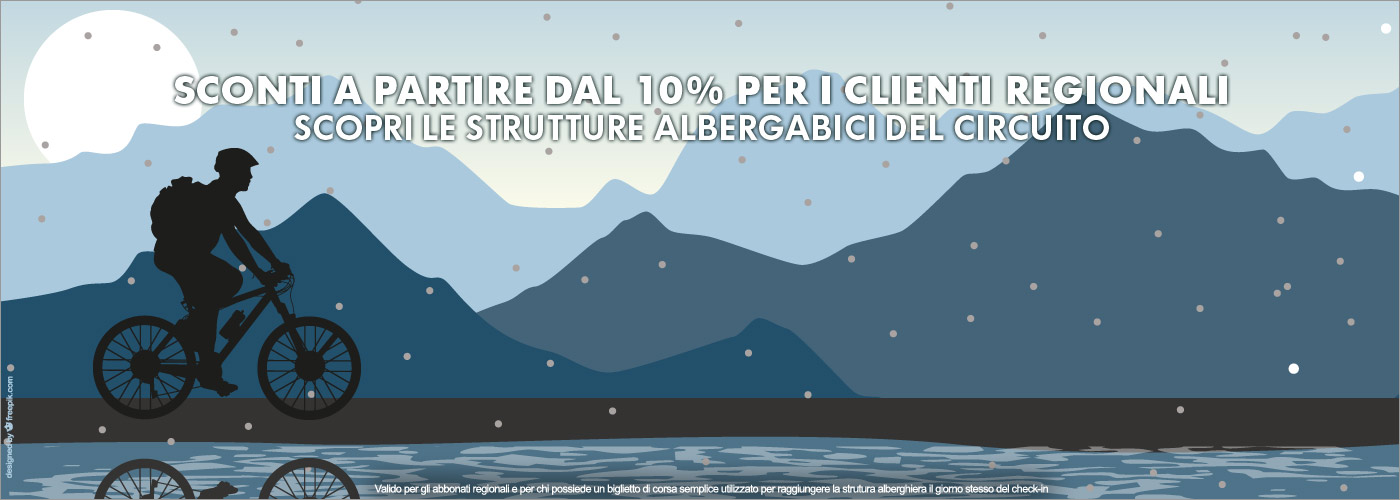 SCONTI A PARTIRE DAL 10% PER I CLIENTI REGIONALI
SCOPRI LE STRUTTURE ALBERGABICI DEL CIRCUITO
designed by freepik.com
Valido per gli abbonati regionali e per chi possiede un biglietto di corsa semplice utilizzato per raggiungere la strutura alberghiera il giorno stesso del check-in